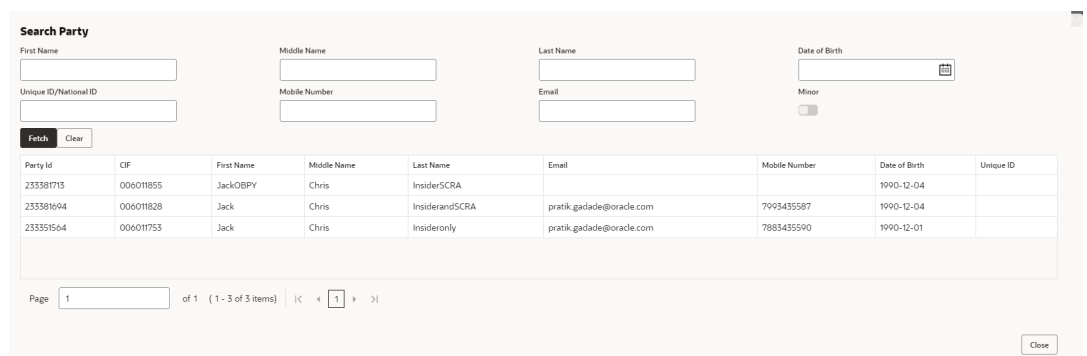 Search Party
First Name Middle Name Last Name Date of Birth
Unique ID/National ID Mobile Number Email Minor
Fetch Clear
Party Id CIF First Name Middle Name Last Name Email Mobile Number Date of Birth Unique ID
233381713 006011855 JackOBPY Chris InsiderSCRA 1990-12-04
233381694 006011828 Jack Chris InsiderandSCRA pratik.gadade@oracle.com 7993435587 1990-12-04
233351564 006011753 Jack Chris Insideronly pratik.gadade@oracle.com 7883435590 1990-12-01
Page 1 of 1 ( 1 - 3 of 3 items) 1
Close